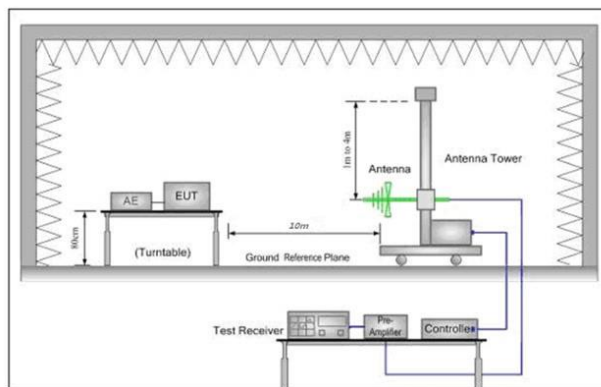 1m to 4m
Antenna
Antenna Tower
AE
EUT
10m
80cm
(Turntable)
Ground Reference Plane
Test Receiver
Pre-
Amplifier
Controller